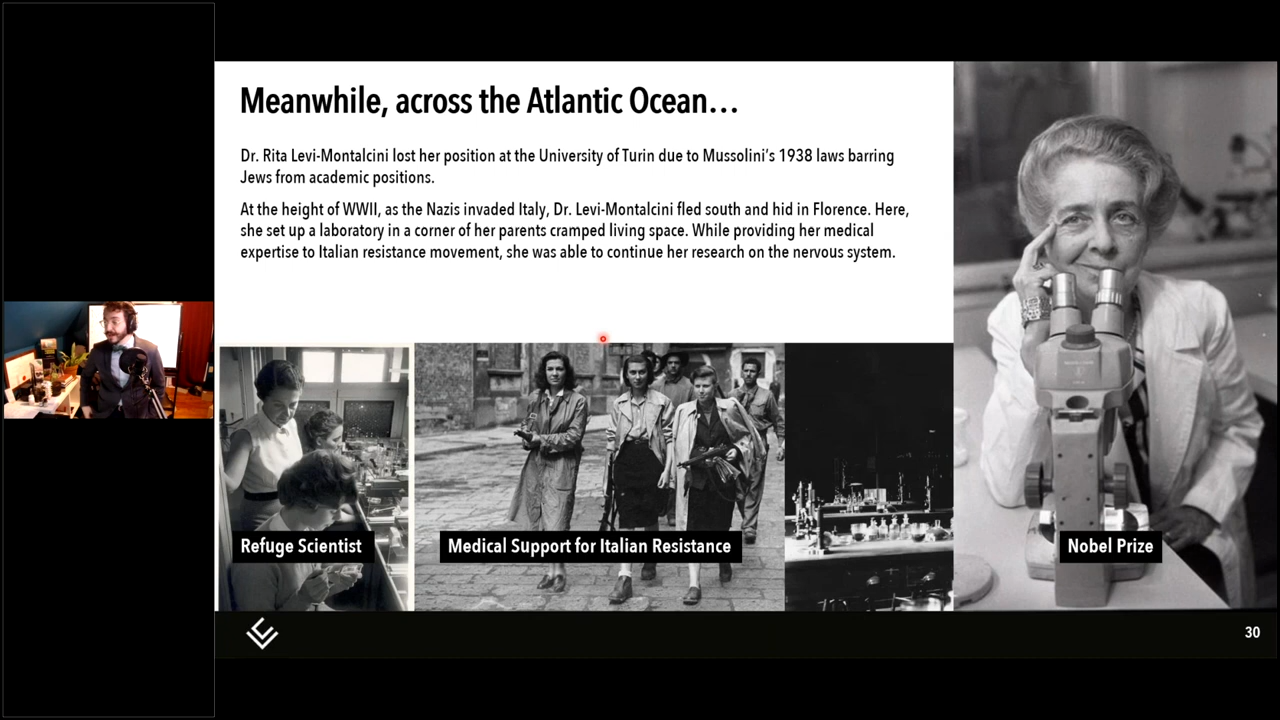 Meanwhile, across the Atlantic Ocean…
Dr. Rita Levi-Montalcini lost her position at the University of Turin due to Mussolini's 1938 laws barring
Jews from academic positions.
At the height of WWII, as the Nazis invaded Italy, Dr. Levi-Montalcini fled south and hid in Florence. Here,
she set up a laboratory in a corner of her parents cramped living space. While providing her medical
expertise to Italian resistance movement, she was able to continue her research on the nervous system.
Refuge Scientist
Medical Support for Italian Resistance
Nobel Prize
30